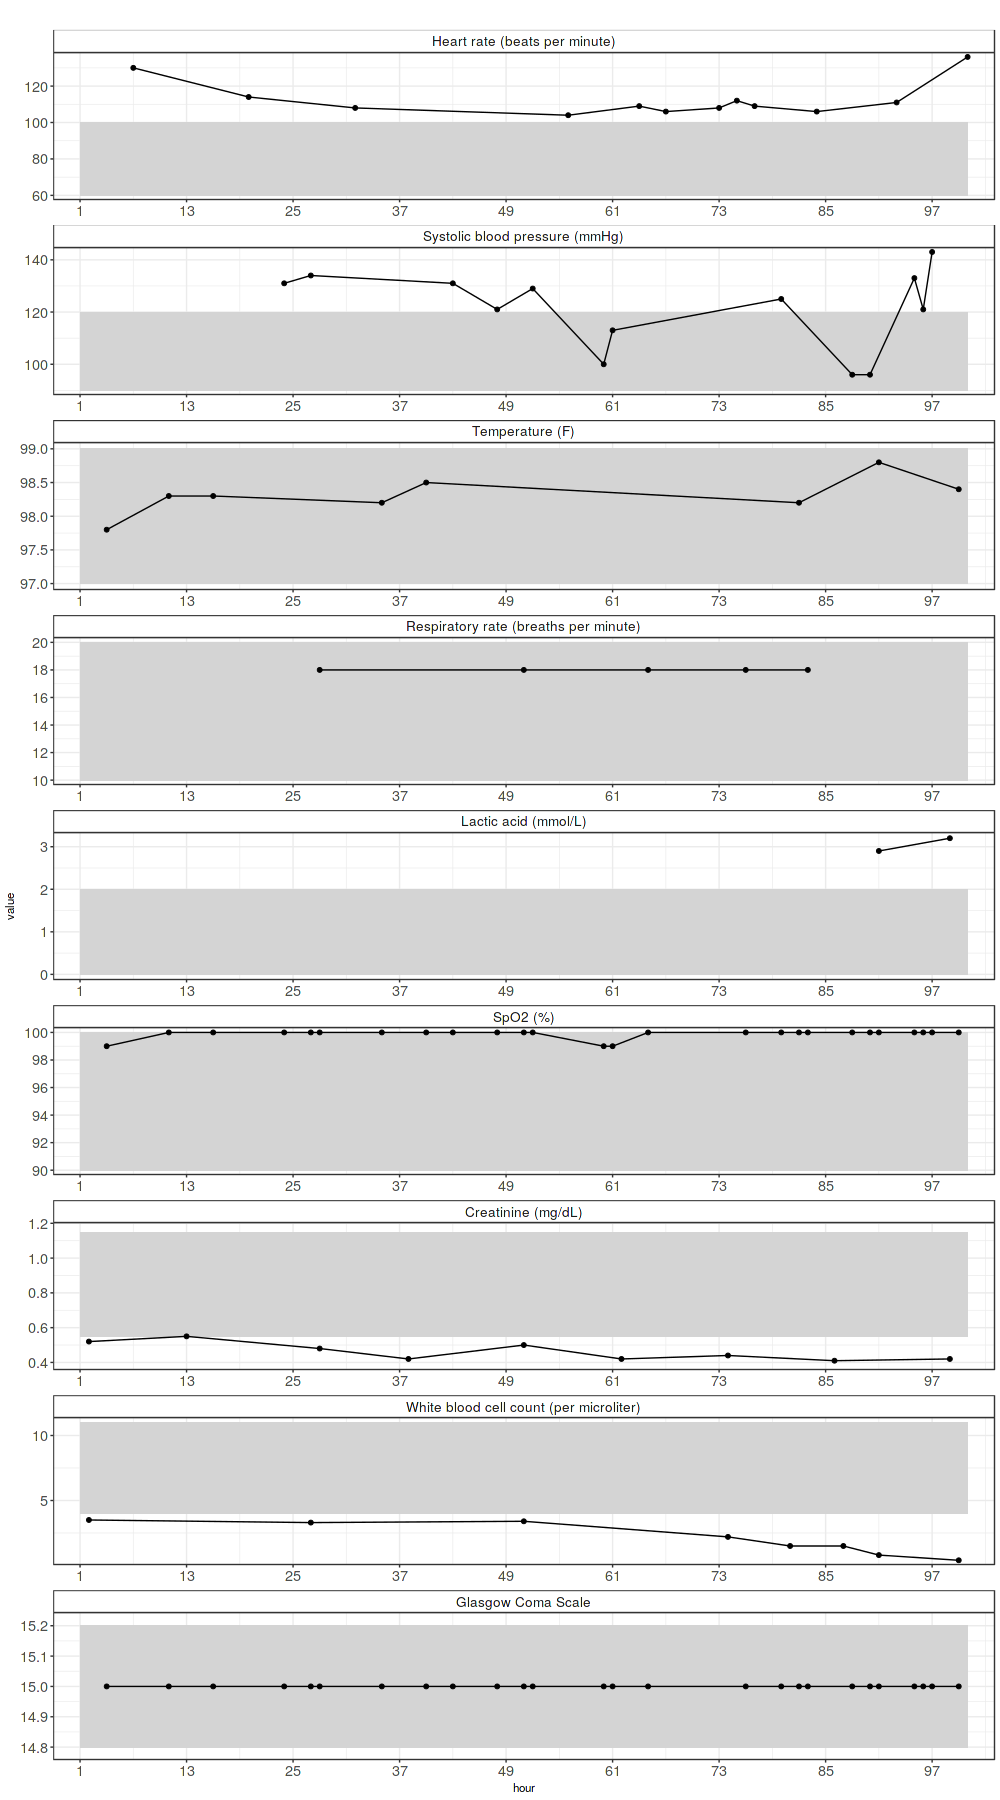 Heart rate (beats per minute)
120
100
80
60
1 13 25 37 49 61 73 85 97
Systolic blood pressure (mmHg)
140
120
100
1 13 25 37 49 61 73 85 97
Temperature (F)
99.0
98.5
98.0
97.5
97.0
1 13 25 37 49 61 73 85 97
Respiratory rate (breaths per minute)
20
18
16
14
12
10
1 13 25 37 49 61 73 85 97
Lactic acid (mmol/L)
3
2
1
0
1 13 25 37 49 61 73 85 97
value
SpO2 (%)
100
98
96
94
92
90
1 13 25 37 49 61 73 85 97
Creatinine (mg/dL)
1.2
1.0
0.8
0.6
0.4
1 13 25 37 49 61 73 85 97
White blood cell count (per microliter)
10
5
1 13 25 37 49 61 73 85 97
Glasgow Coma Scale
15.2
15.1
15.0
14.9
14.8
1 13 25 37 49 61 73 85 97
hour